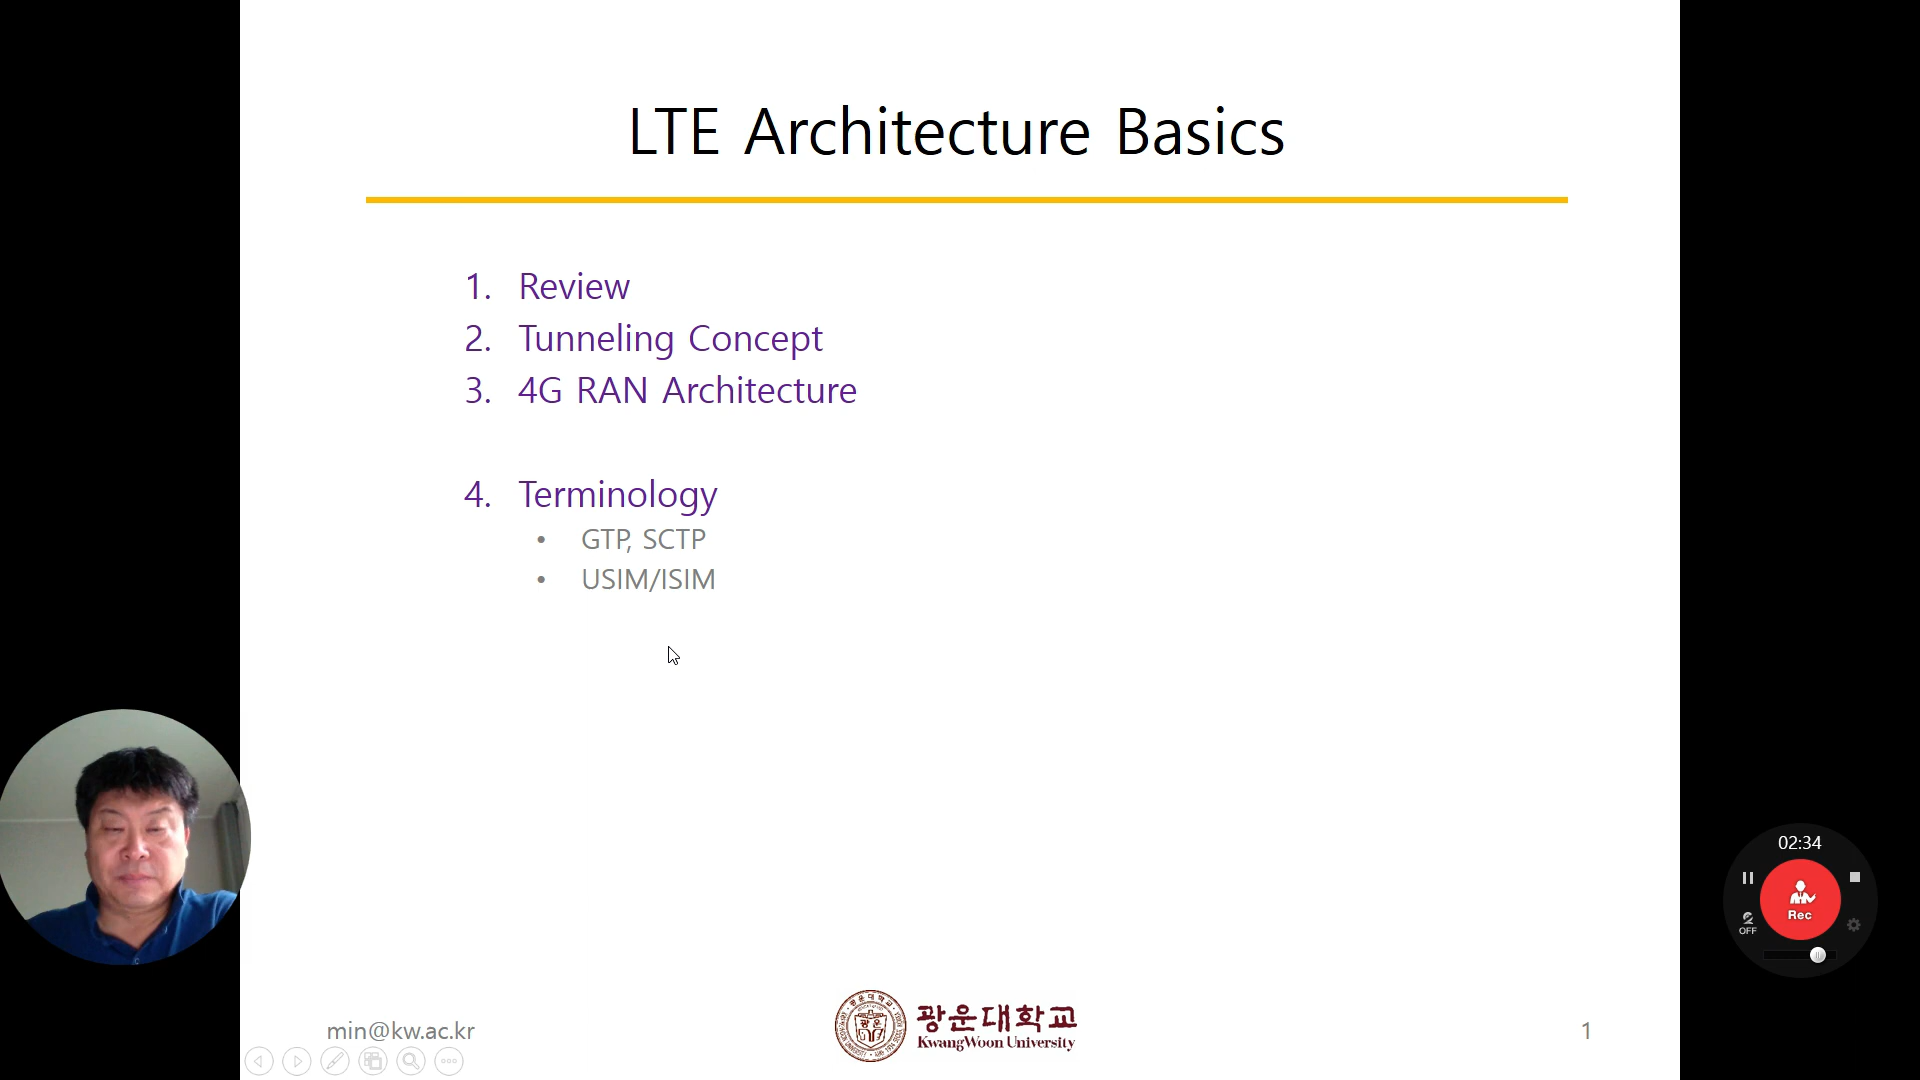 LTE Architecture Basics
1. Review
2. Tunneling Concept
3. 4G RAN Architecture
4. Terminology
• GTP, SCTP
• USIM/ISIM
02:34
Rec
OFF
min@kw.ac.kr
광운대학교
KwangWoon University
1